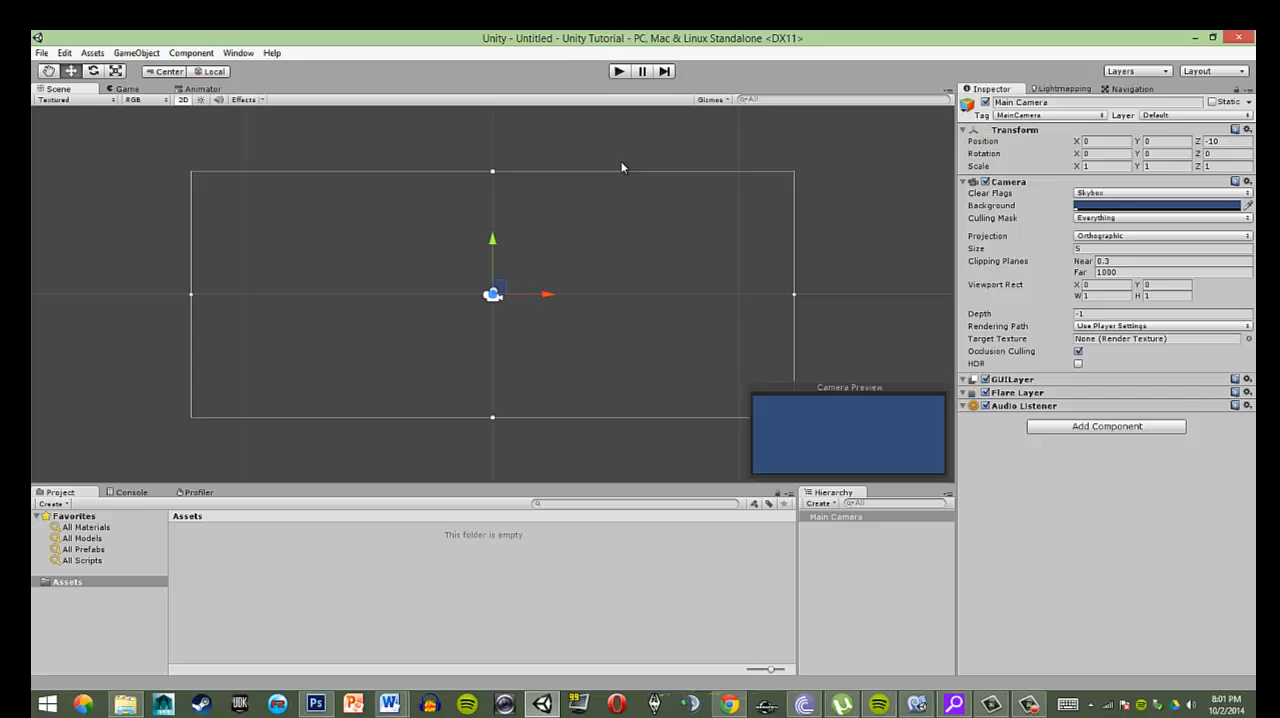 Unity - Untitled - Unity Tutorial - PC, Mac & Linux Standalone <DX11>
File Edit Assets GameObject Component Window Help
Center Local Layers Layout
Scene Game Animator
Textured RGB 2D Effects Gizmos All
Inspector Lightmapping Navigation
Main Camera Static
Tag MainCamera Layer Default
Transform
Position X 0 Y 0 Z -10
Rotation X 0 Y 0 Z 0
Scale X 1 Y 1 Z 1
Camera
Clear Flags Skybox
Background
Culling Mask Everything
Projection Orthographic
Size 5
Clipping Planes Near 0.3
Far 1000
Viewport Rect X 0 Y 0
W 1 H 1
Depth -1
Rendering Path Use Player Settings
Target Texture None (Render Texture)
Occlusion Culling
HDR
GUILayer
Flare Layer
Audio Listener
Add Component
Camera Preview
Project Console Profiler
Create
Favorites
All Materials
All Models
All Prefabs
All Scripts
Assets
Assets
This folder is empty
Hierarchy
Create All
Main Camera
UDK
99
8:01 PM
10/2/2014